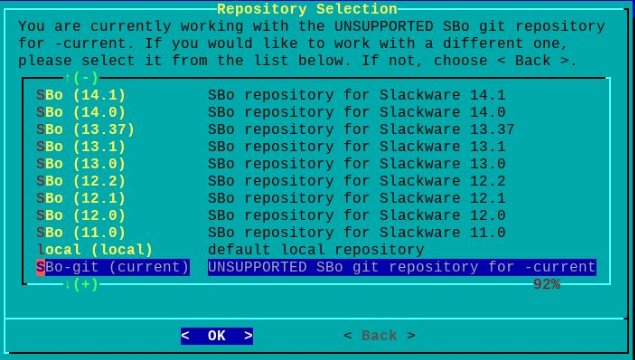 Repository Selection
You are currently working with the UNSUPPORTED SBo git repository
for -current. If you would like to work with a different one,
please select it from the list below. If not, choose < Back >.
↑(-)
SBo (14.1) SBo repository for Slackware 14.1
SBo (14.0) SBo repository for Slackware 14.0
SBo (13.37) SBo repository for Slackware 13.37
SBo (13.1) SBo repository for Slackware 13.1
SBo (13.0) SBo repository for Slackware 13.0
SBo (12.2) SBo repository for Slackware 12.2
SBo (12.1) SBo repository for Slackware 12.1
SBo (12.0) SBo repository for Slackware 12.0
SBo (11.0) SBo repository for Slackware 11.0
local (local) default local repository
SBo-git (current) UNSUPPORTED SBo git repository for -current
↓(+) 92%
< OK > < Back >